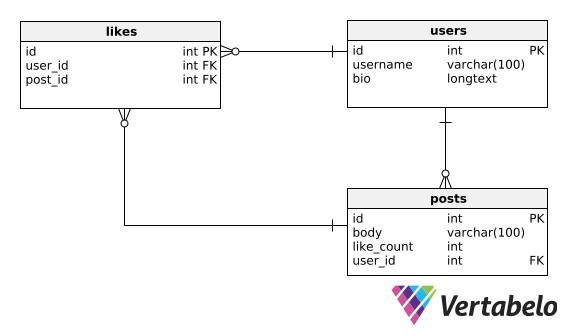 likes
id int PK
user_id int FK
post_id int FK
users
id int PK
username varchar(100)
bio longtext
posts
id int PK
body varchar(100)
like_count int
user_id int FK
Vertabelo